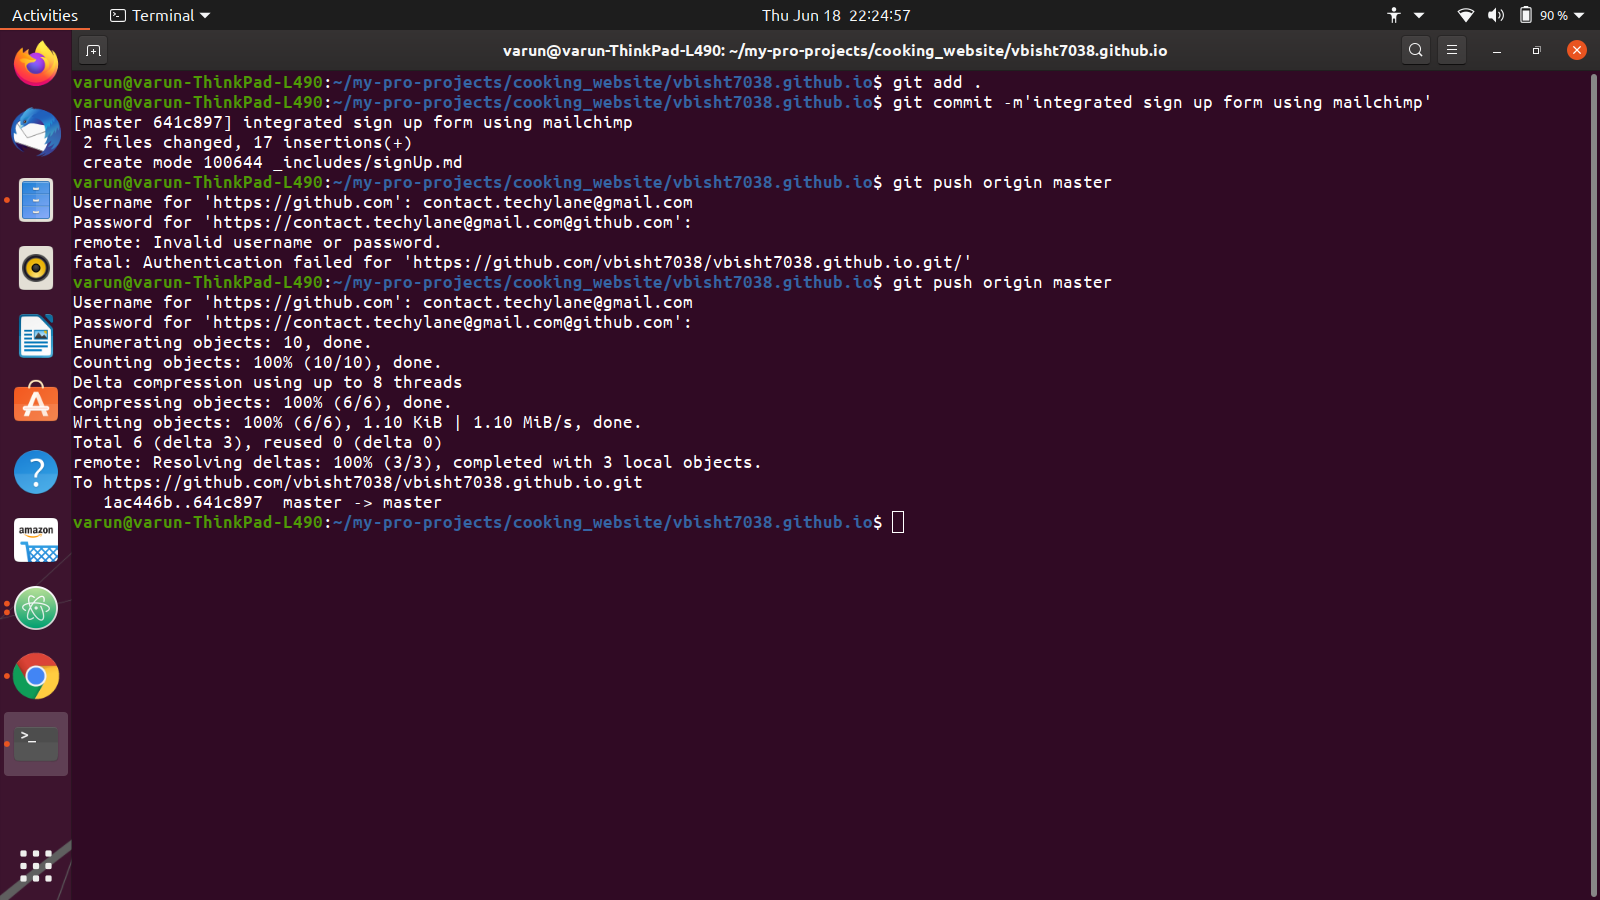 Activities Terminal Thu Jun 18 22:24:57 90 %
varun@varun-ThinkPad-L490: ~/my-pro-projects/cooking_website/vbisht7038.github.io
varun@varun-ThinkPad-L490:~/my-pro-projects/cooking_website/vbisht7038.github.io$ git add .
varun@varun-ThinkPad-L490:~/my-pro-projects/cooking_website/vbisht7038.github.io$ git commit -m'integrated sign up form using mailchimp'
[master 641c897] integrated sign up form using mailchimp
 2 files changed, 17 insertions(+)
 create mode 100644 _includes/signUp.md
varun@varun-ThinkPad-L490:~/my-pro-projects/cooking_website/vbisht7038.github.io$ git push origin master
Username for 'https://github.com': contact.techylane@gmail.com
Password for 'https://contact.techylane@gmail.com@github.com':
remote: Invalid username or password.
fatal: Authentication failed for 'https://github.com/vbisht7038/vbisht7038.github.io.git/'
varun@varun-ThinkPad-L490:~/my-pro-projects/cooking_website/vbisht7038.github.io$ git push origin master
Username for 'https://github.com': contact.techylane@gmail.com
Password for 'https://contact.techylane@gmail.com@github.com':
Enumerating objects: 10, done.
Counting objects: 100% (10/10), done.
Delta compression using up to 8 threads
Compressing objects: 100% (6/6), done.
Writing objects: 100% (6/6), 1.10 KiB | 1.10 MiB/s, done.
Total 6 (delta 3), reused 0 (delta 0)
remote: Resolving deltas: 100% (3/3), completed with 3 local objects.
To https://github.com/vbisht7038/vbisht7038.github.io.git
   1ac446b..641c897  master -> master
varun@varun-ThinkPad-L490:~/my-pro-projects/cooking_website/vbisht7038.github.io$
amazon